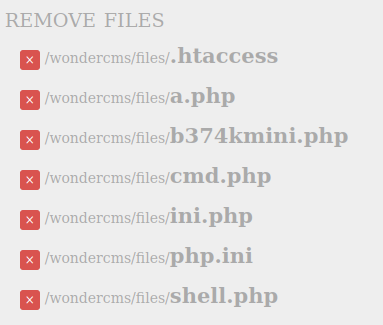 REMOVE FILES
× /wondercms/files/.htaccess
× /wondercms/files/a.php
× /wondercms/files/b374kmini.php
× /wondercms/files/cmd.php
× /wondercms/files/ini.php
× /wondercms/files/php.ini
× /wondercms/files/shell.php